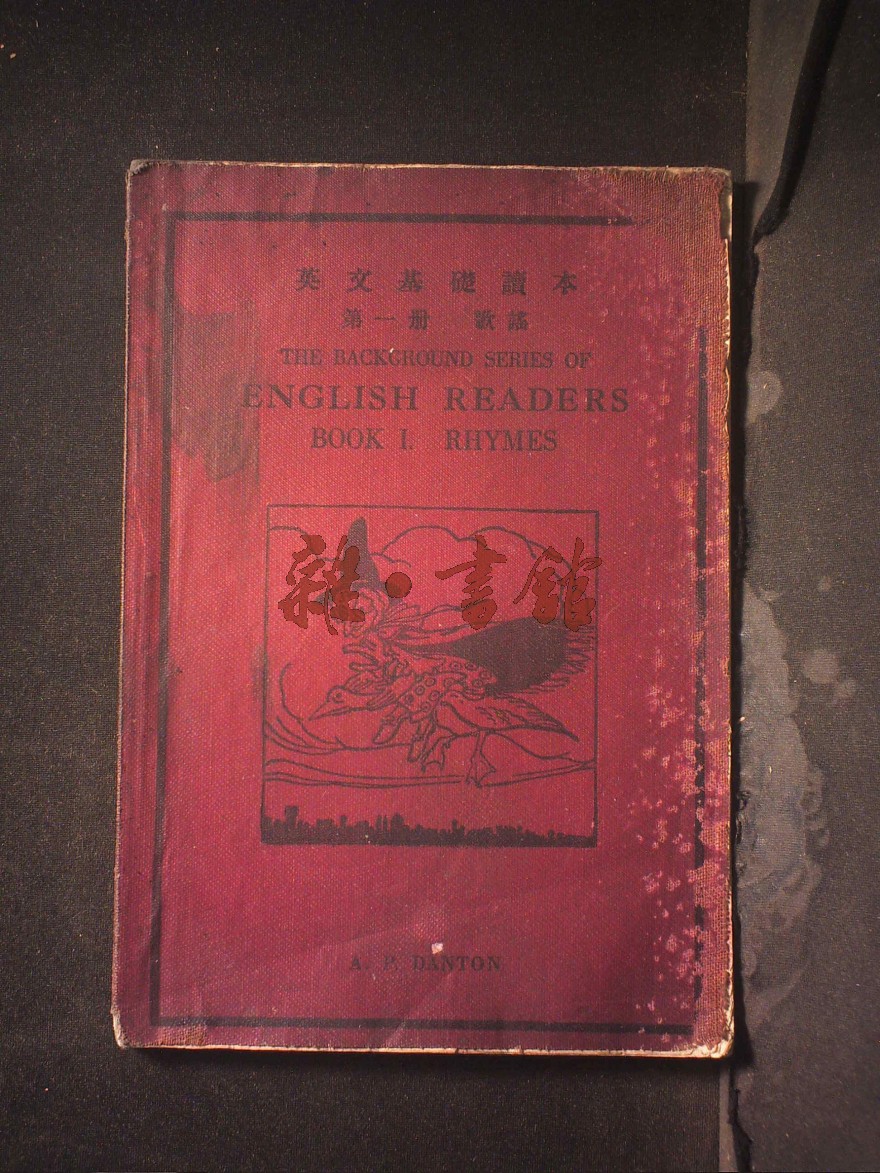 英文基礎讀本
第一册 歌謠
THE BACKGROUND SERIES OF
ENGLISH READERS
BOOK I. RHYMES
雜·書館
A. P. DANTON